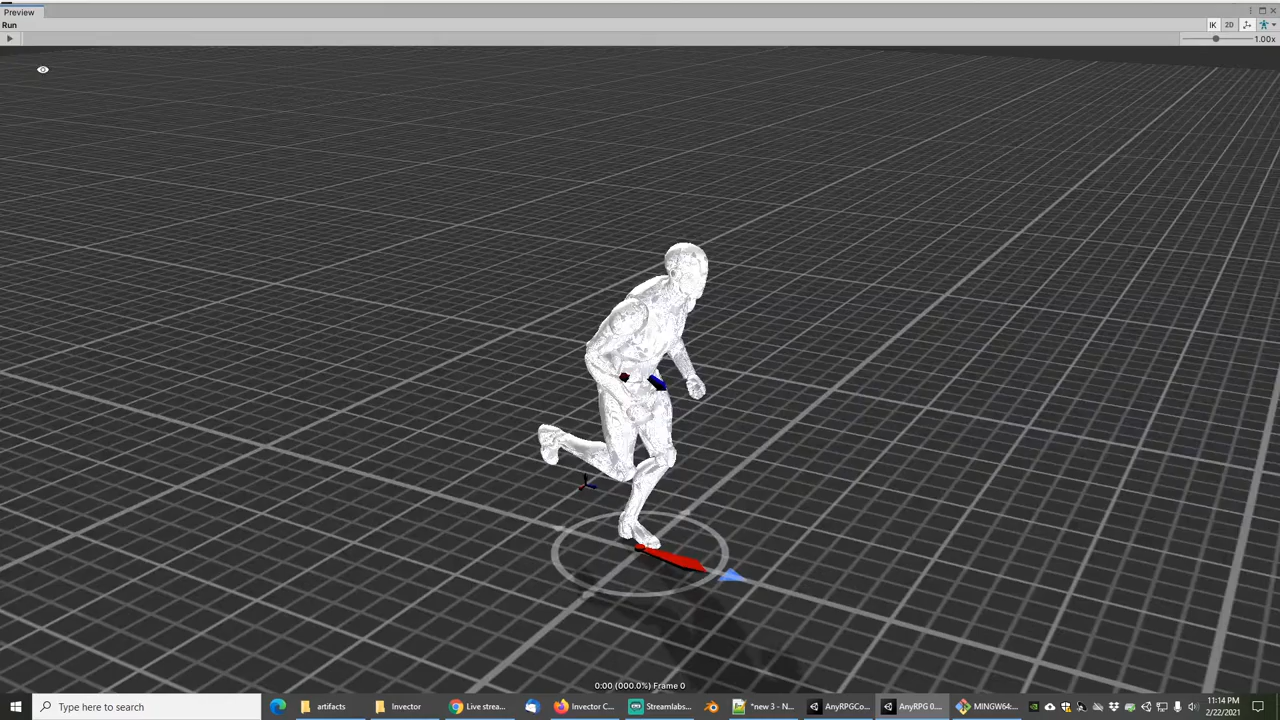 Preview
Run
IK 2D
1.00x
0:00 (000.0%) Frame 0
Type here to search
artifacts
Invector
Live strea...
Invector C...
Streamlabs...
*new 3 - N...
AnyRPGCo...
AnyRPG 0....
MINGW64:...
11:14 PM
2/22/2021